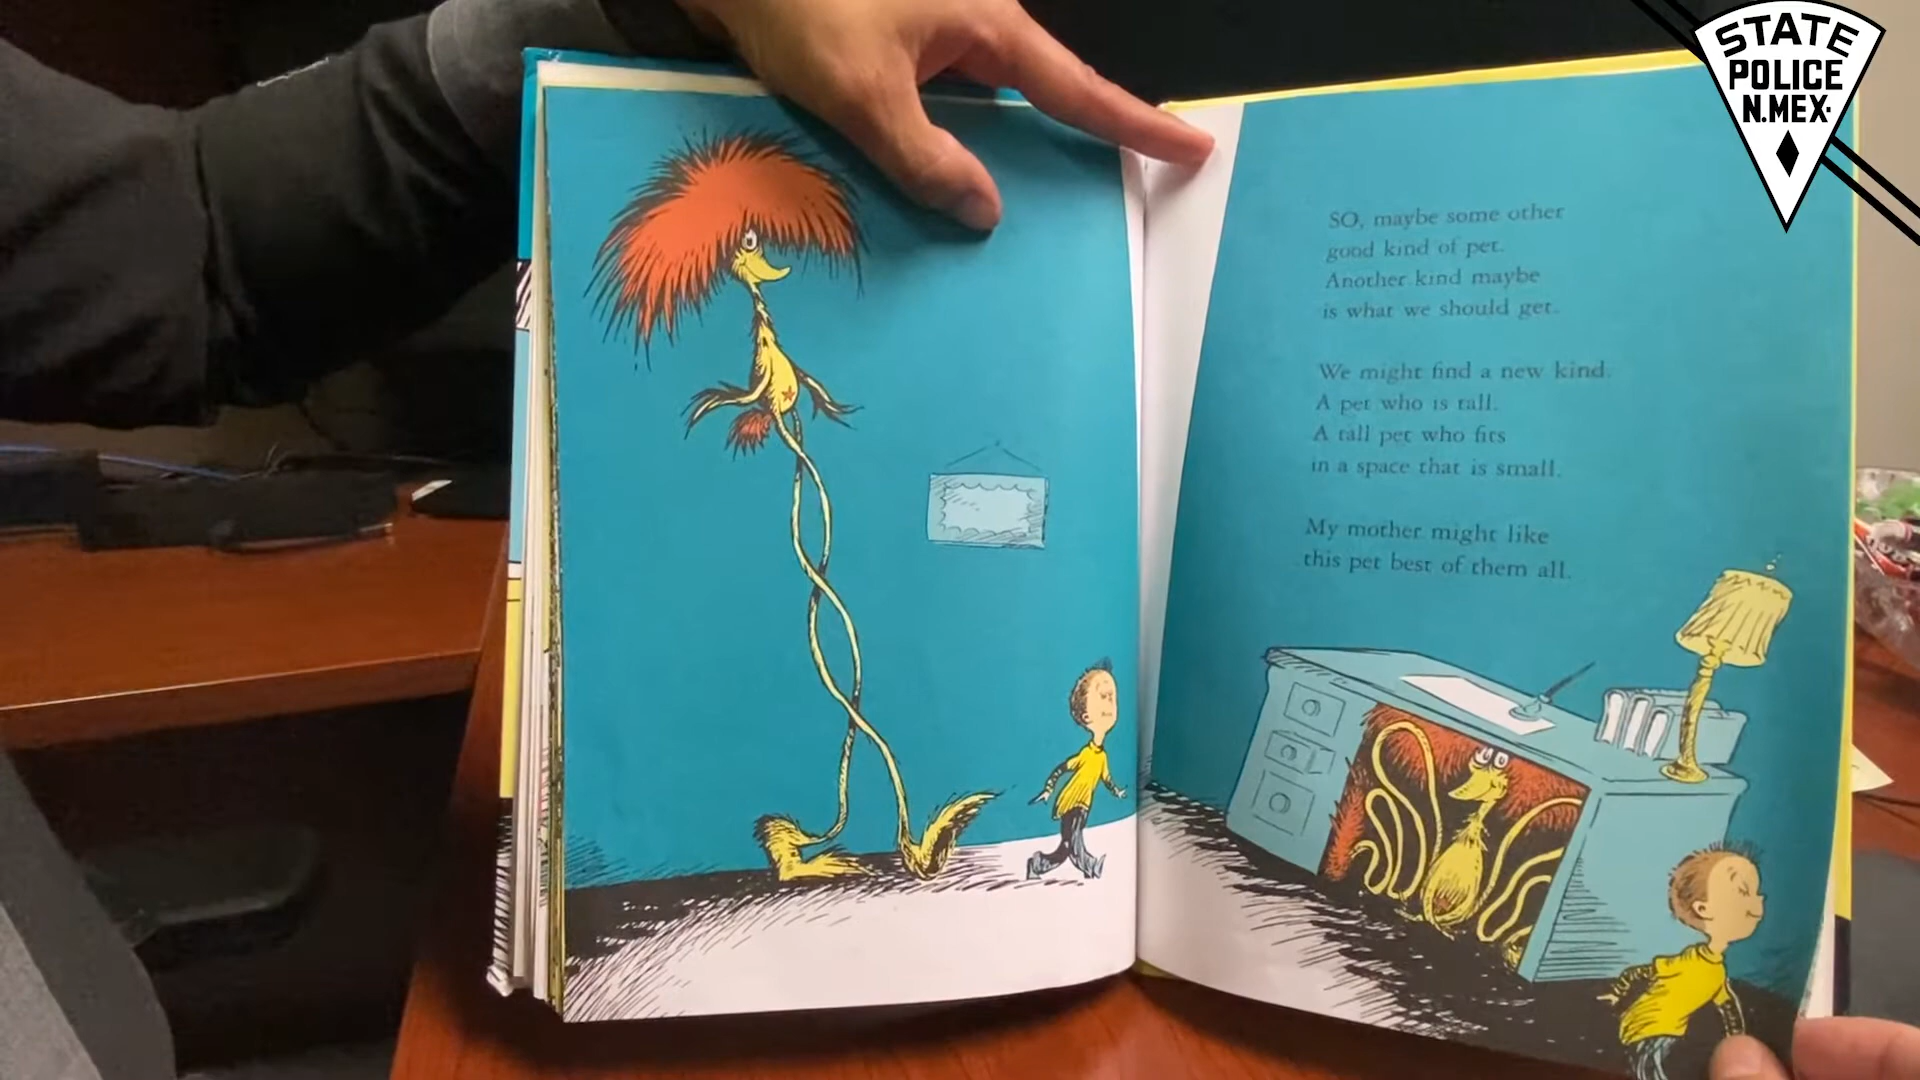 STATE
POLICE
N.MEX.
SO, maybe some other
good kind of pet.
Another kind maybe
is what we should get.
We might find a new kind.
A pet who is tall.
A tall pet who fits
in a space that is small.
My mother might like
this pet best of them all.